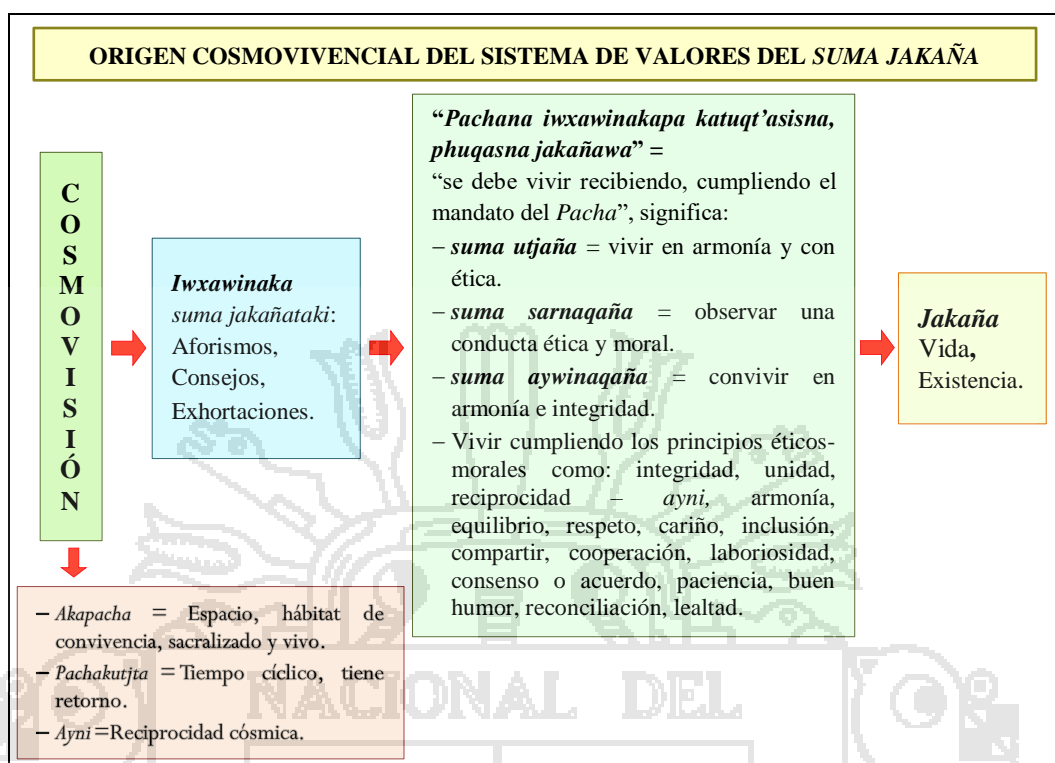 ORIGEN COSMOVIVENCIAL DEL SISTEMA DE VALORES DEL SUMA JAKAÑA
C
O
S
M
O
V
I
S
I
Ó
N
Iwxawinaka
suma jakañataki:
Aforismos,
Consejos,
Exhortaciones.
“Pachana iwxawinakapa katuqt’asisna,
phuqasna jakañawa” =
“se debe vivir recibiendo, cumpliendo el
mandato del Pacha”, significa:
– suma utjaña = vivir en armonía y con
ética.
– suma sarnaqaña = observar una
conducta ética y moral.
– suma aywinaqaña = convivir en
armonía e integridad.
– Vivir cumpliendo los principios éticos-
morales como: integridad, unidad,
reciprocidad – ayni, armonía,
equilibrio, respeto, cariño, inclusión,
compartir, cooperación, laboriosidad,
consenso o acuerdo, paciencia, buen
humor, reconciliación, lealtad.
Jakaña
Vida,
Existencia.
– Akapacha = Espacio, hábitat de
convivencia, sacralizado y vivo.
– Pachakutjta = Tiempo cíclico, tiene
retorno.
– Ayni =Reciprocidad cósmica.
NACIONAL DEL